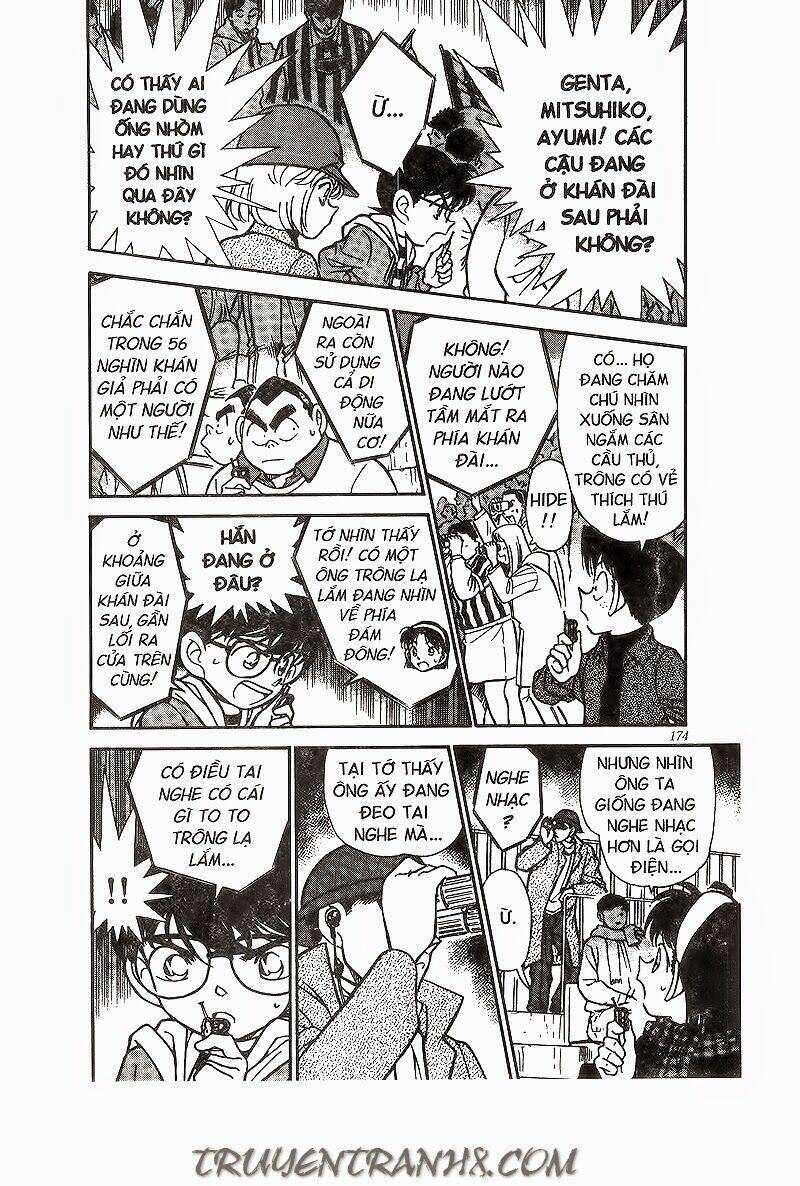 GENTA,
MITSUHIKO,
AYUMI! CÁC
CẬU ĐANG
Ở KHÁN ĐÀI
SAU PHẢI
KHÔNG?
Ừ...
CÓ THẤY AI
ĐANG DÙNG
ỐNG NHÒM
HAY THỨ GÌ
ĐÓ NHÌN
QUA ĐÂY
KHÔNG?
CÓ... HỌ
ĐANG CHĂM
CHÚ NHÌN
XUỐNG SÂN
NGẮM CÁC
CẦU THỦ,
TRÔNG CÓ VẺ
THÍCH THÚ
LẮM!
HIDE
!!
KHÔNG!
NGƯỜI NÀO
ĐANG LƯỚT
TẦM MẮT RA
PHÍA KHÁN
ĐÀI...
NGOÀI
RA CÒN
SỬ DỤNG
CẢ DI
ĐỘNG
NỮA
CƠ!
CHẮC CHẮN
TRONG 56
NGHÌN KHÁN
GIẢ PHẢI CÓ
MỘT NGƯỜI
NHƯ THẾ!
TỚ NHÌN THẤY
RỒI! CÓ MỘT
ÔNG TRÔNG LẠ
LẮM ĐANG NHÌN
VỀ PHÍA
ĐÁM
ĐÔNG!
HẮN
ĐANG Ở
ĐÂU?
Ở
KHOẢNG
GIỮA
KHÁN ĐÀI
SAU, GẦN
LỐI RA
CỬA TRÊN
CÙNG!
174
NHƯNG NHÌN
ÔNG TA
GIỐNG ĐANG
NGHE NHẠC
HƠN LÀ GỌI
ĐIỆN...
NGHE
NHẠC
?
Ừ.
TẠI TỚ THẤY
ÔNG ẤY ĐANG
ĐEO TAI
NGHE MÀ...
CÓ ĐIỀU TAI
NGHE CÓ CÁI
GÌ TO TO
TRÔNG LẠ
LẮM...
!!
TRUYENTRANH8.COM